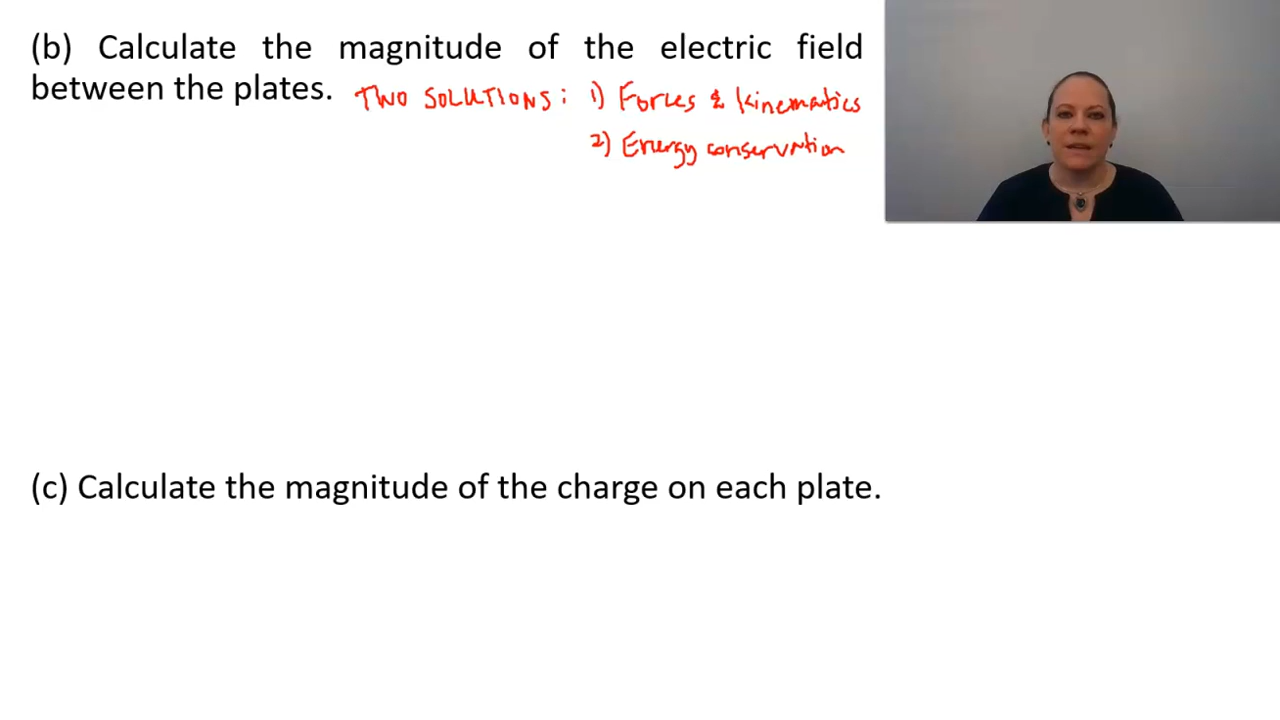 (b) Calculate the magnitude of the electric field
between the plates. TWO SOLUTIONS: 1) Forces & kinematics
2) Energy conservation
(c) Calculate the magnitude of the charge on each plate.